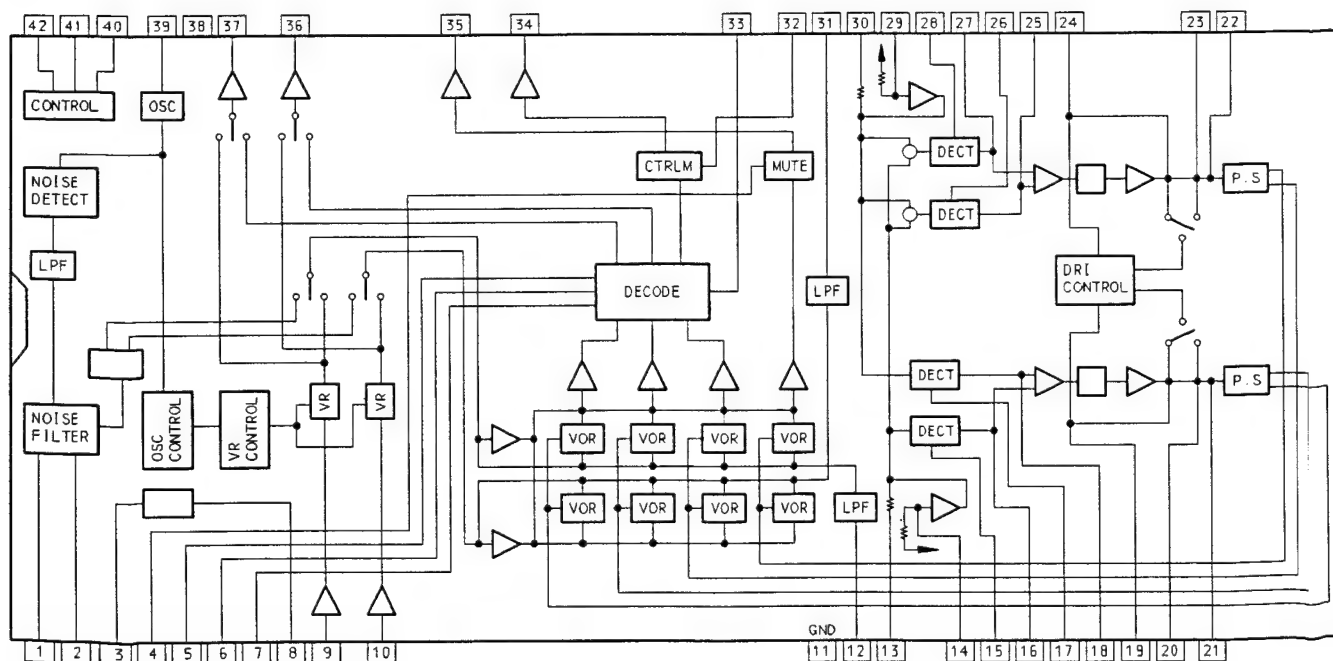 42 41 40 39 38 37 36 35 34 33 32 31 30 29 28 27 26 25 24 23 22
CONTROL
OSC
NOISE DETECT
LPF
NOISE FILTER
OSC CONTROL
VR CONTROL
VR
VR
CTRLM
MUTE
DECODE
LPF
VOR VOR VOR VOR
VOR VOR VOR VOR
LPF
DECT
DECT
P.S
DRI CONTROL
DECT
DECT
P.S
GND
1 2 3 4 5 6 7 8 9 10 11 12 13 14 15 16 17 18 19 20 21